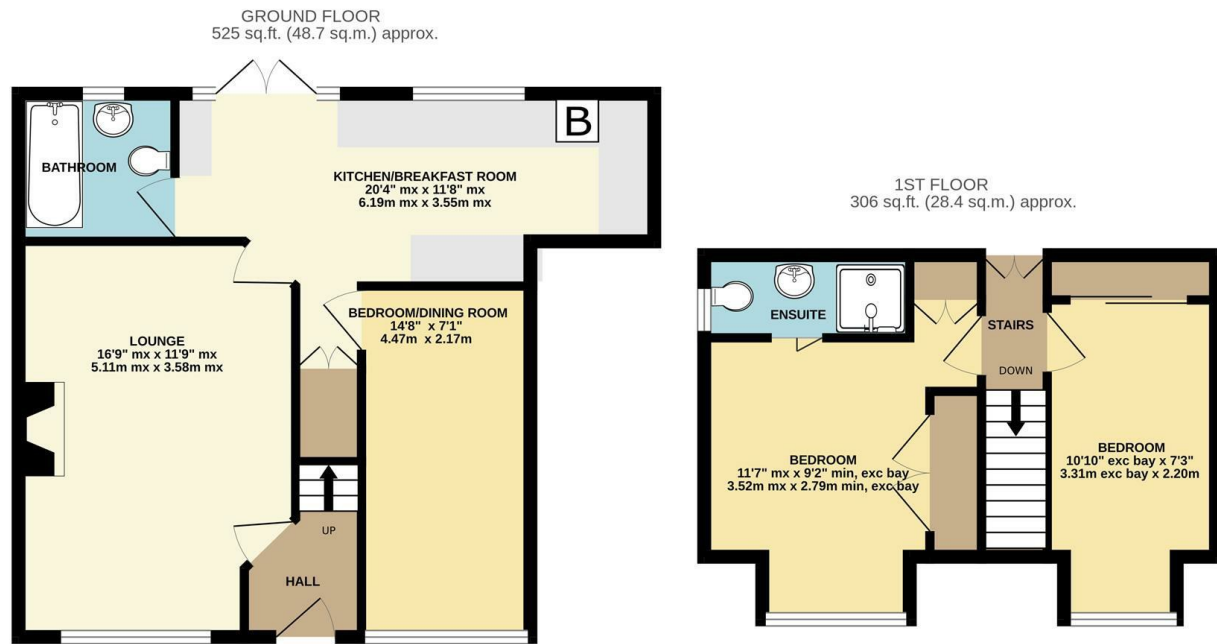 GROUND FLOOR
525 sq.ft. (48.7 sq.m.) approx.
B
BATHROOM
KITCHEN/BREAKFAST ROOM
20'4" mx x 11'8" mx
6.19m mx x 3.55m mx
BEDROOM/DINING ROOM
14'8" x 7'1"
4.47m x 2.17m
LOUNGE
16'9" mx x 11'9" mx
5.11m mx x 3.58m mx
UP
HALL
1ST FLOOR
306 sq.ft. (28.4 sq.m.) approx.
ENSUITE
STAIRS
DOWN
BEDROOM
11'7" mx x 9'2" min, exc bay
3.52m mx x 2.79m min, exc bay
BEDROOM
10'10" exc bay x 7'3"
3.31m exc bay x 2.20m